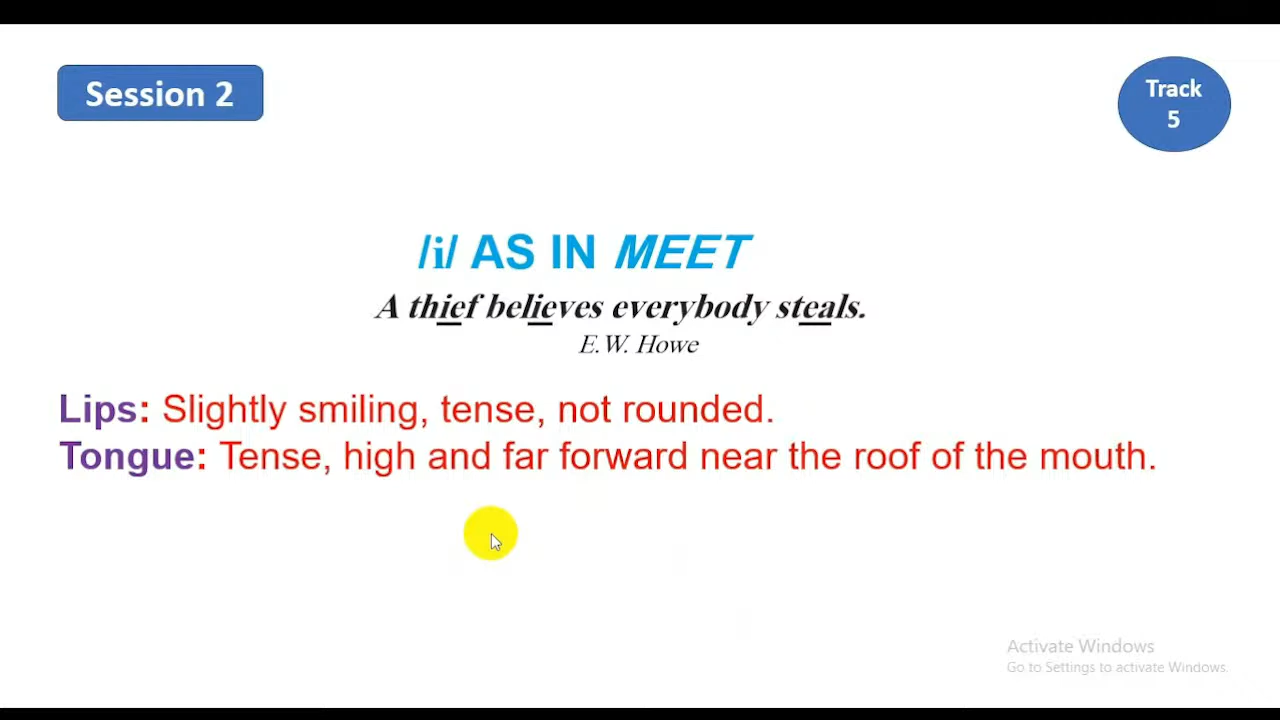 Session 2
Track
5
/i/ AS IN MEET
A thief believes everybody steals.
E.W. Howe
Lips: Slightly smiling, tense, not rounded.
Tongue: Tense, high and far forward near the roof of the mouth.
Activate Windows
Go to Settings to activate Windows.